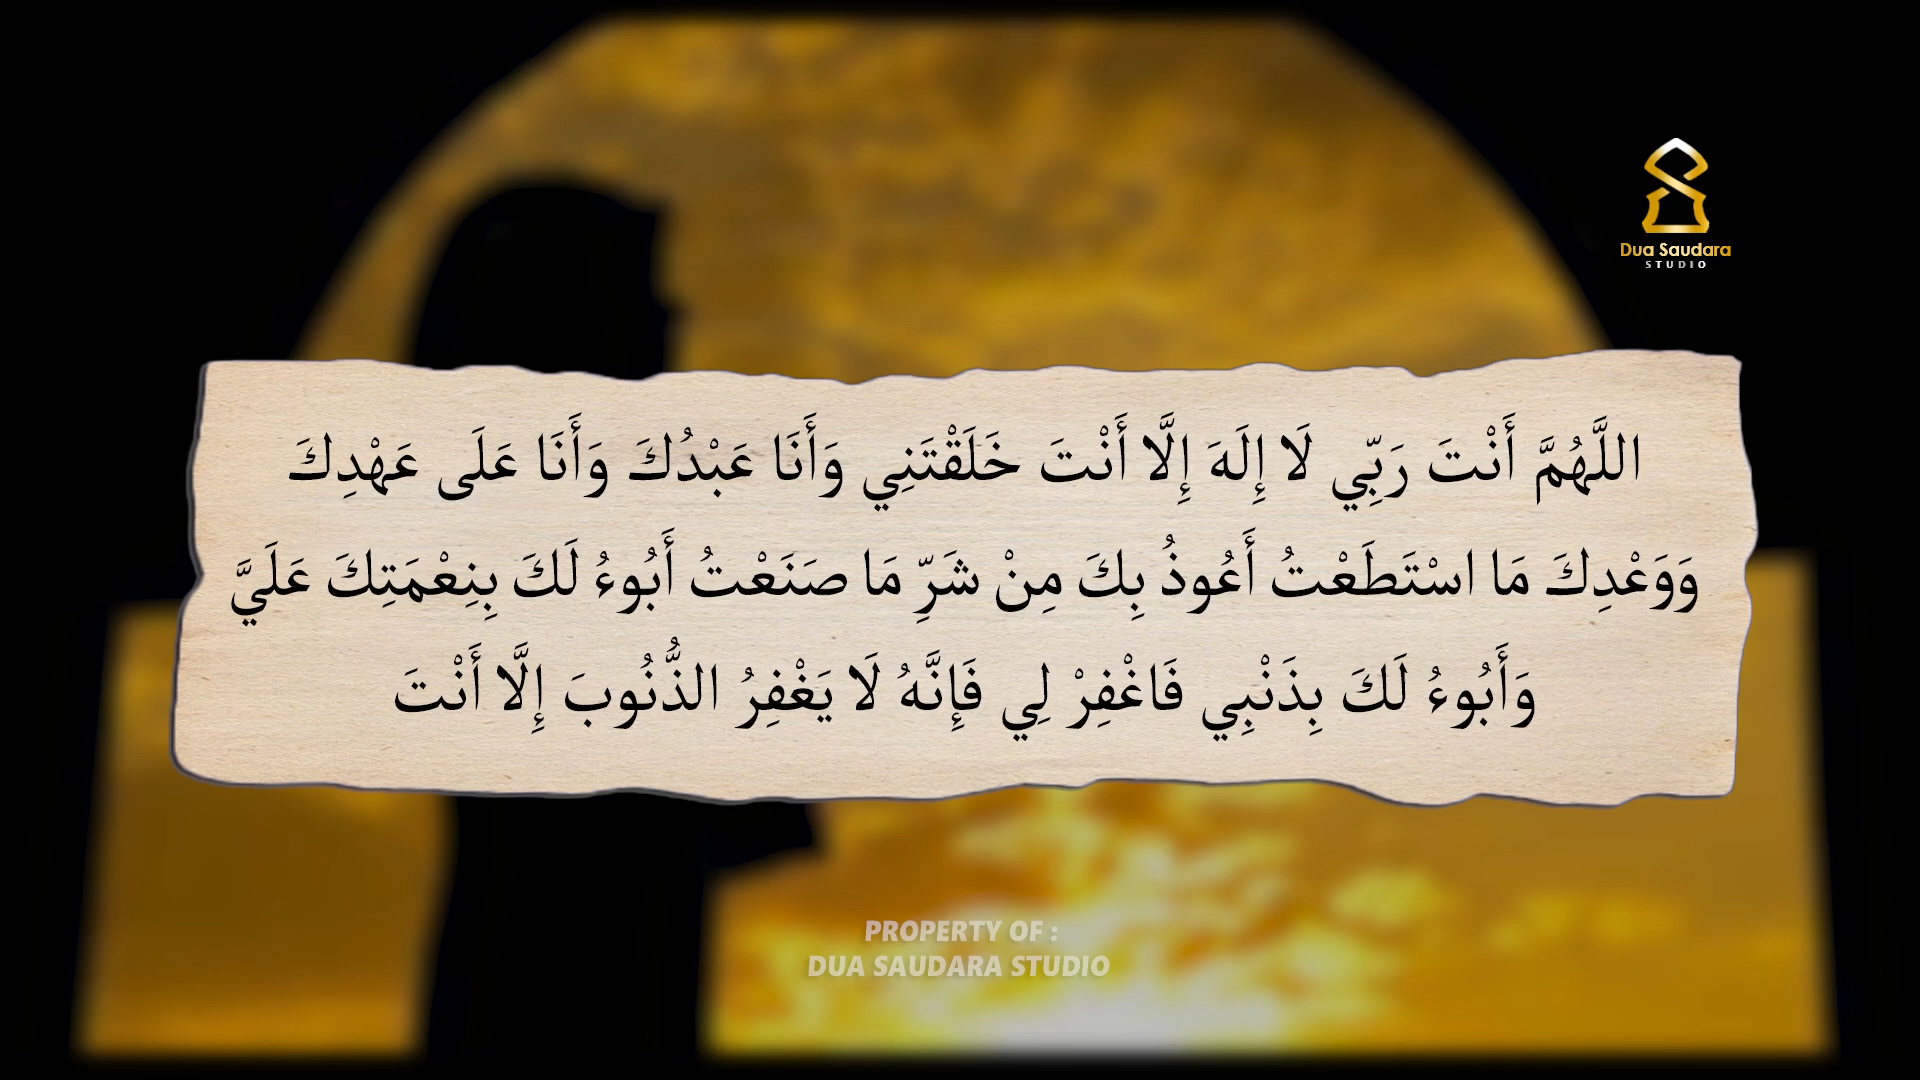 Dua Saudara
STUDIO
اللَّهُمَّ أَنْتَ رَبِّي لَا إِلَهَ إِلَّا أَنْتَ خَلَقْتَنِي وَأَنَا عَبْدُكَ وَأَنَا عَلَى عَهْدِكَ
وَوَعْدِكَ مَا اسْتَطَعْتُ أَعُوذُ بِكَ مِنْ شَرِّ مَا صَنَعْتُ أَبُوءُ لَكَ بِنِعْمَتِكَ عَلَيَّ
وَأَبُوءُ لَكَ بِذَنْبِي فَاغْفِرْ لِي فَإِنَّهُ لَا يَغْفِرُ الذُّنُوبَ إِلَّا أَنْتَ
PROPERTY OF :
DUA SAUDARA STUDIO